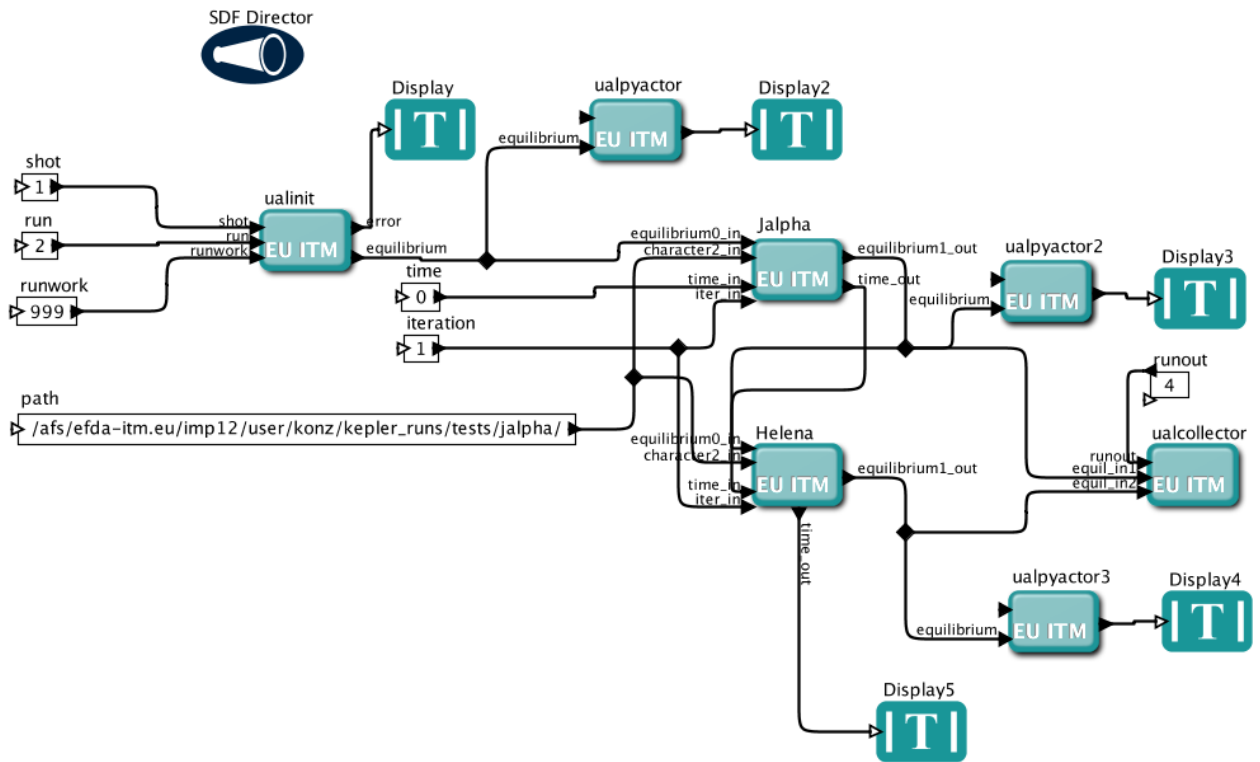 SDF Director
Display
T
ualpyactor
equilibrium
EU ITM
Display2
T
shot
1
run
2
runwork
999
ualinit
shot
run
runwork
EU ITM
error
equilibrium
time
0
iteration
1
path
/afs/efda-itm.eu/imp12/user/konz/kepler_runs/tests/jalpha/
Jalpha
equilibrium0_in
character2_in
time_in
iter_in
EU ITM
equilibrium1_out
time_out
ualpyactor2
equilibrium
EU ITM
Display3
T
runout
4
Helena
equilibrium0_in
character2_in
time_in
iter_in
EU ITM
equilibrium1_out
time_out
ualcollector
runout
equil_in1
equil_in2
EU ITM
ualpyactor3
equilibrium
EU ITM
Display4
T
Display5
T